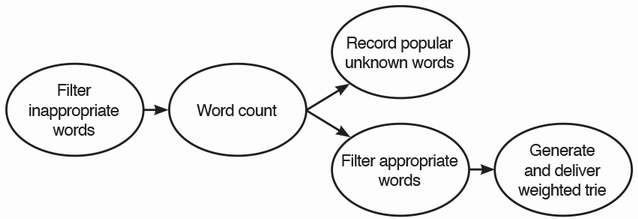 Filter
inappropriate
words
Word count
Record popular
unknown words
Filter appropriate
words
Generate
and deliver
weighted trie